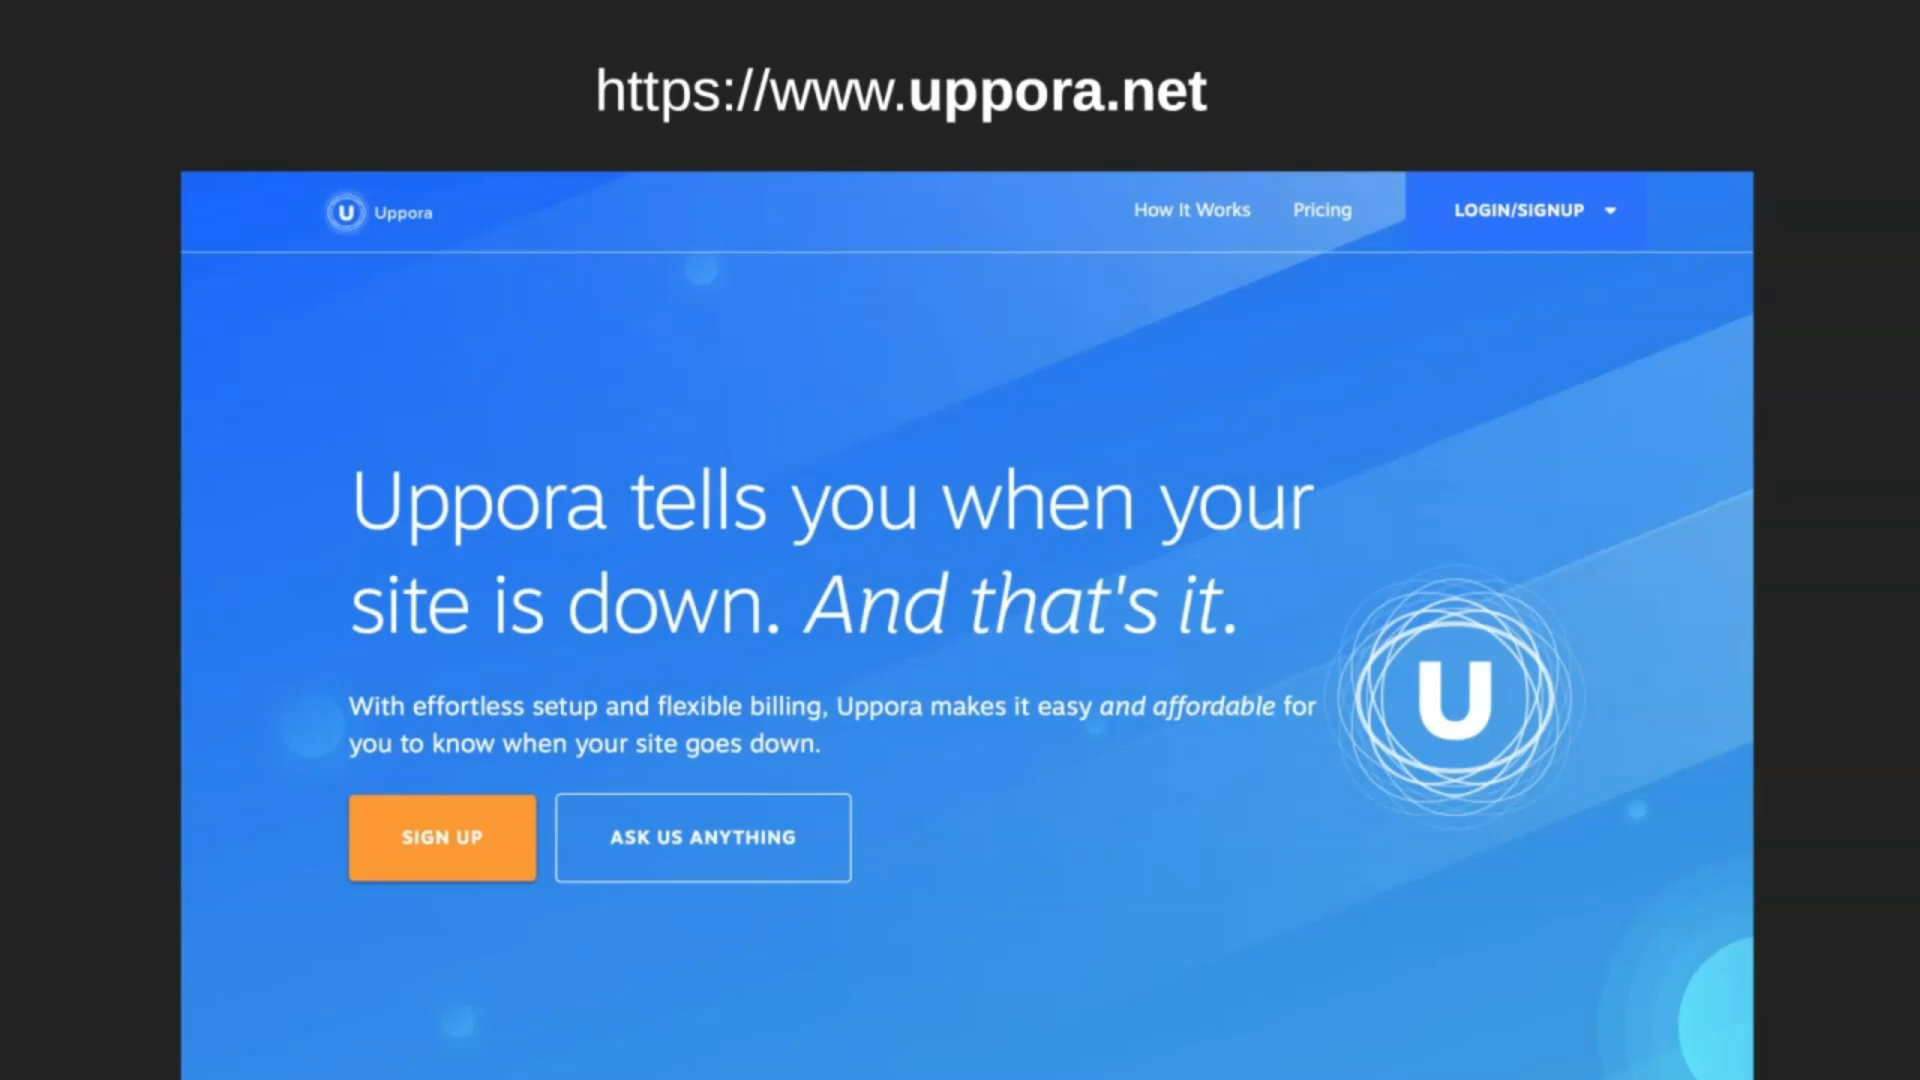 https://www.uppora.net
U Uppora
How It Works
Pricing
LOGIN/SIGNUP
Uppora tells you when your
site is down. And that's it.
U
With effortless setup and flexible billing, Uppora makes it easy and affordable for
you to know when your site goes down.
SIGN UP
ASK US ANYTHING